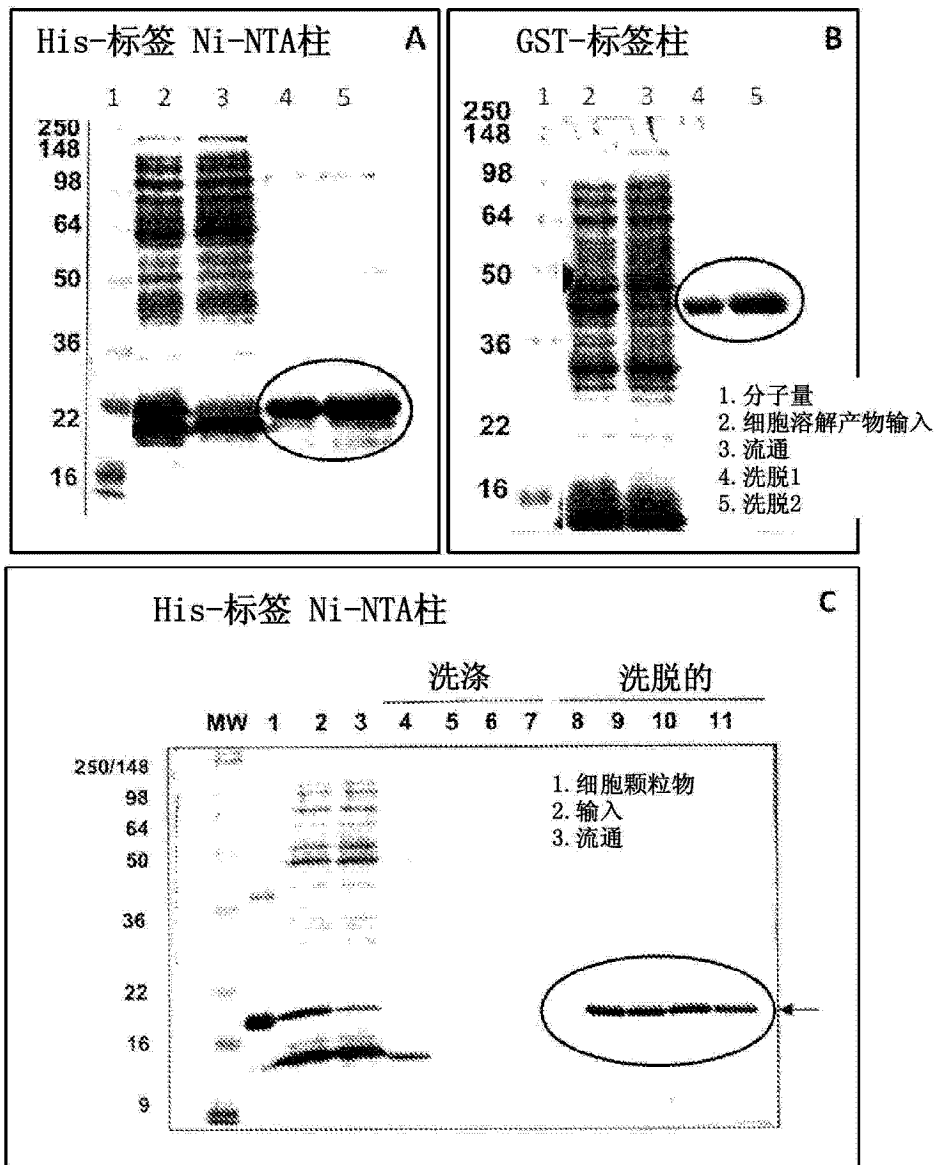 His-标签 Ni-NTA柱 A
1 2 3 4 5
250
148
98
64
50
36
22
16
GST-标签柱 B
1 2 3 4 5
250
148
98
64
50
36
22
16
1. 分子量
2. 细胞溶解产物输入
3. 流通
4. 洗脱1
5. 洗脱2
His-标签 Ni-NTA柱 C
洗涤 洗脱的
MW 1 2 3 4 5 6 7 8 9 10 11
250/148
98
64
50
36
22
16
9
1. 细胞颗粒物
2. 输入
3. 流通